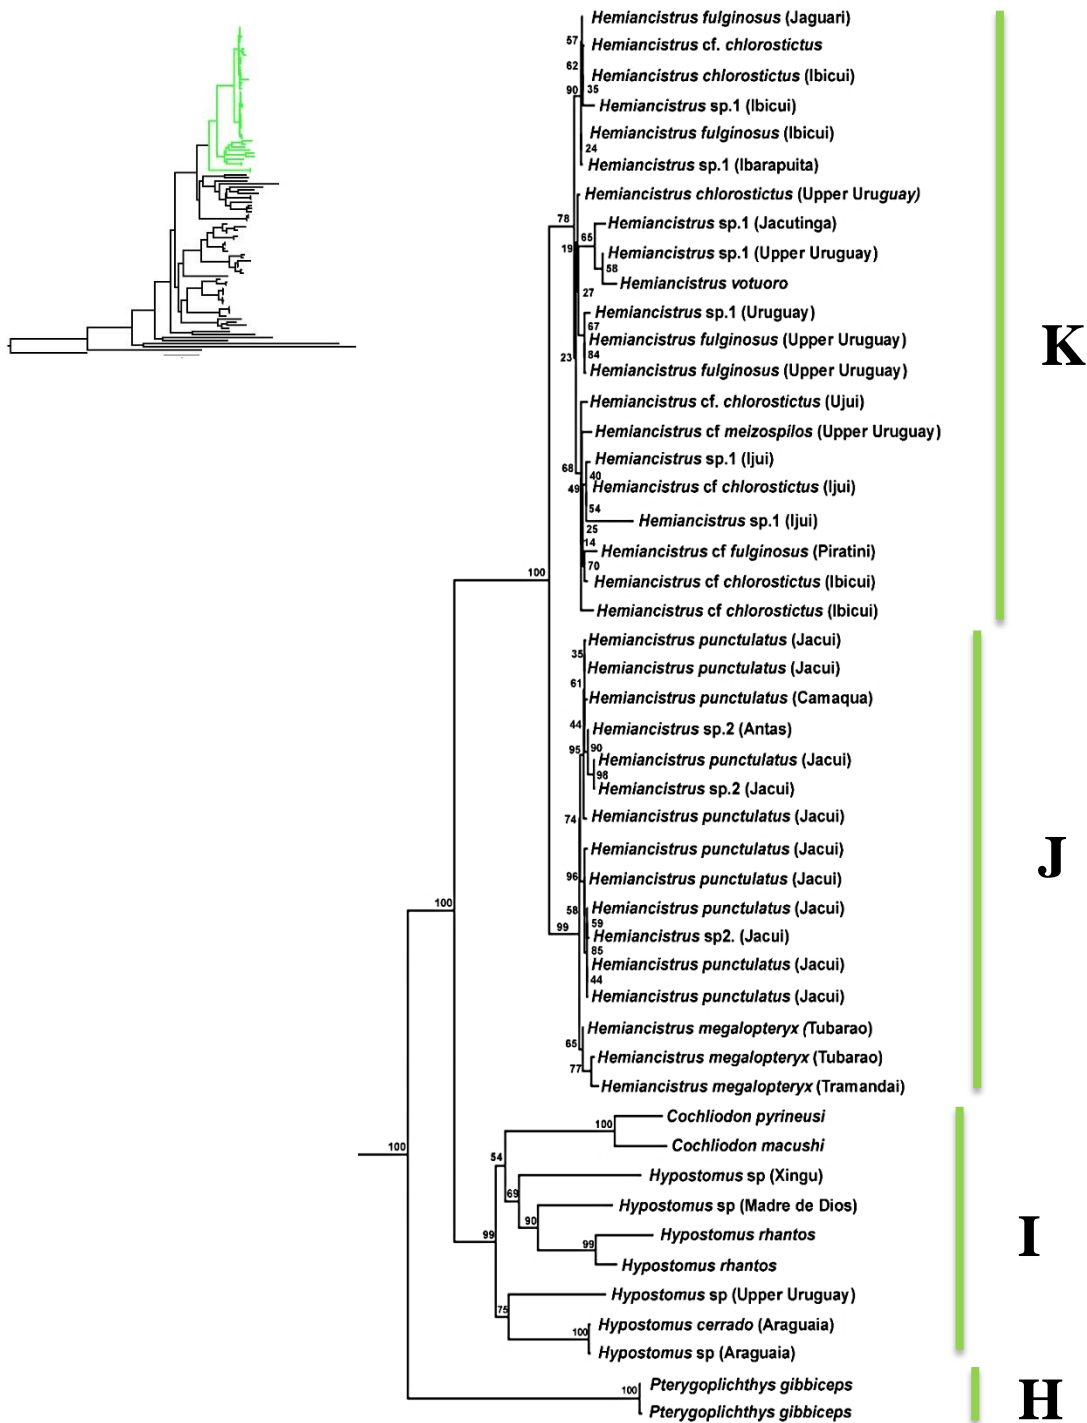 Hemiancistrus fulginosus (Jaguari)
57
Hemiancistrus cf. chlorostictus
62
Hemiancistrus chlorostictus (Ibicui)
90
35
Hemiancistrus sp.1 (Ibicui)
Hemiancistrus fulginosus (Ibicui)
24
Hemiancistrus sp.1 (Ibarapuita)
Hemiancistrus chlorostictus (Upper Uruguay)
78
Hemiancistrus sp.1 (Jacutinga)
65
19
Hemiancistrus sp.1 (Upper Uruguay)
58
Hemiancistrus votuoro
27
Hemiancistrus sp.1 (Uruguay)
67
Hemiancistrus fulginosus (Upper Uruguay)
K
84
23
Hemiancistrus fulginosus (Upper Uruguay)
Hemiancistrus cf. chlorostictus (Ujui)
Hemiancistrus cf meizospilos (Upper Uruguay)
Hemiancistrus sp.1 (Ijui)
68
40
49
Hemiancistrus cf chlorostictus (Ijui)
54
Hemiancistrus sp.1 (Ijui)
25
14
Hemiancistrus cf fulginosus (Piratini)
70
100
Hemiancistrus cf chlorostictus (Ibicui)
Hemiancistrus cf chlorostictus (Ibicui)
Hemiancistrus punctulatus (Jacui)
35
Hemiancistrus punctulatus (Jacui)
61
Hemiancistrus punctulatus (Camaqua)
44
Hemiancistrus sp.2 (Antas)
95
90
Hemiancistrus punctulatus (Jacui)
98
Hemiancistrus sp.2 (Jacui)
74
Hemiancistrus punctulatus (Jacui)
Hemiancistrus punctulatus (Jacui)
J
96
Hemiancistrus punctulatus (Jacui)
100
58
Hemiancistrus punctulatus (Jacui)
59
99
Hemiancistrus sp2. (Jacui)
85
Hemiancistrus punctulatus (Jacui)
44
Hemiancistrus punctulatus (Jacui)
Hemiancistrus megalopteryx (Tubarao)
65
Hemiancistrus megalopteryx (Tubarao)
77
Hemiancistrus megalopteryx (Tramandai)
Cochliodon pyrineusi
100
Cochliodon macushi
100
54
Hypostomus sp (Xingu)
69
Hypostomus sp (Madre de Dios)
90
Hypostomus rhantos
I
99
99
Hypostomus rhantos
Hypostomus sp (Upper Uruguay)
75
Hypostomus cerrado (Araguaia)
100
Hypostomus sp (Araguaia)
Pterygoplichthys gibbiceps
100
H
Pterygoplichthys gibbiceps